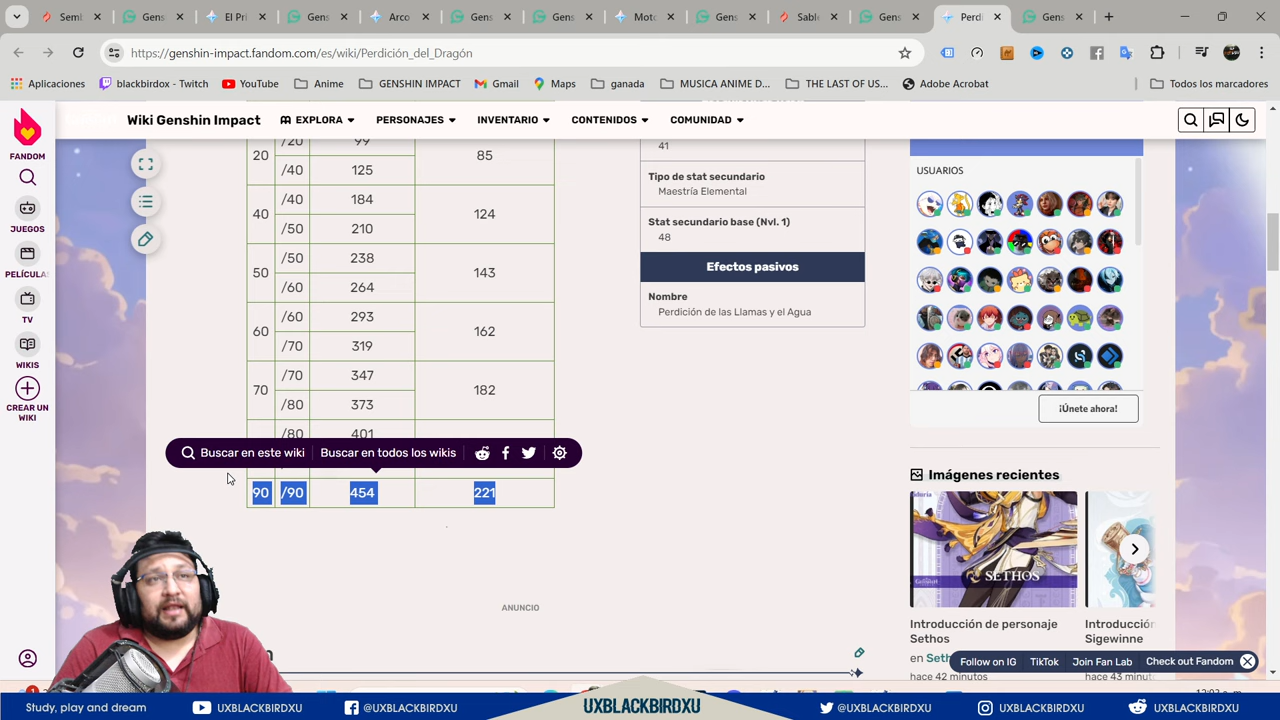 Semi
Gens
El Pri
Gens
Arco
Gens
Gens
Moto
Gens
Sable
Gens
Perdi
Gens
https://genshin-impact.fandom.com/es/wiki/Perdición_del_Dragón
Aplicaciones
blackbirdox - Twitch
YouTube
Anime
GENSHIN IMPACT
Gmail
Maps
ganada
MUSICA ANIME D...
THE LAST OF US...
Adobe Acrobat
Todos los marcadores
FANDOM
JUEGOS
PELÍCULA
TV
WIKIS
CREAR UN
WIKI
Wiki Genshin Impact
EXPLORA
PERSONAJES
INVENTARIO
CONTENIDOS
COMUNIDAD
20 /20 99 85
/40 125
40 /40 184 124
/50 210
50 /50 238 143
/60 264
60 /60 293 162
/70 319
70 /70 347 182
/80 373
/80 401
Buscar en este wiki
Buscar en todos los wikis
90 /90 454 221
ANUNCIO
41
Tipo de stat secundario
Maestría Elemental
Stat secundario base (Nvl. 1)
48
Efectos pasivos
Nombre
Perdición de las Llamas y el Agua
USUARIOS
¡Únete ahora!
Imágenes recientes
SETHOS
Introducción de personaje
Sethos
en Seth
hace 42 minutos
Introducción
Sigewinne
hace 43 minut
Follow on IG
TikTok
Join Fan Lab
Check out Fandom
Study, play and dream
UXBLACKBIRDXU
@UXBLACKBIRDXU
UXBLACKBIRDXU
@UXBLACKBIRDXU
UXBLACKBIRDXU
UXBLACKBIRDXU